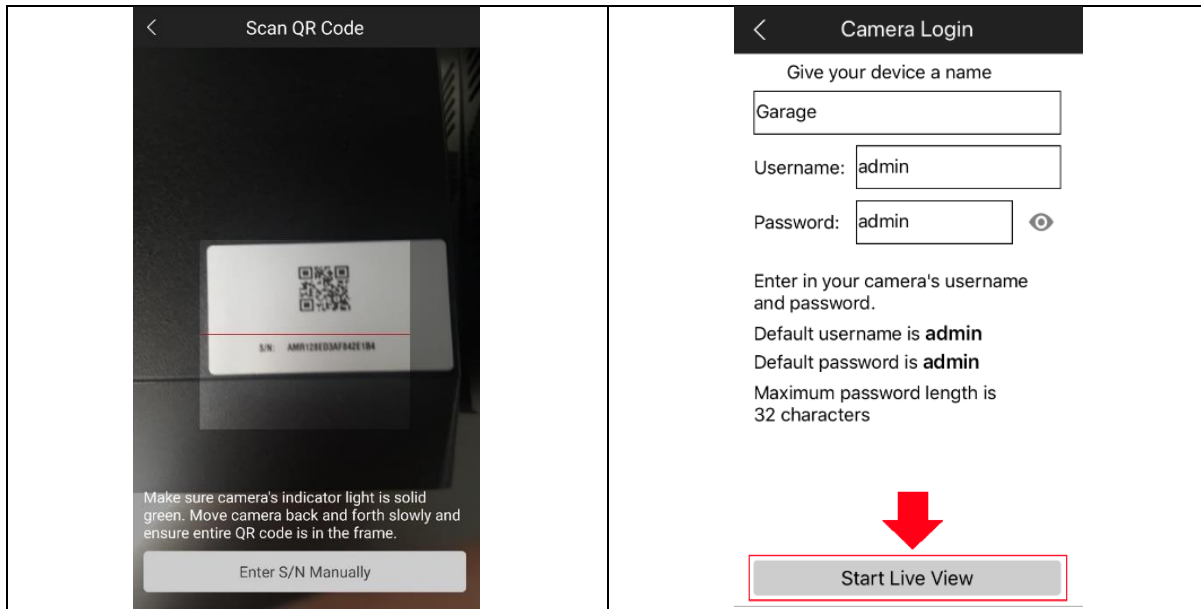 Scan QR Code
S/N: AMR128ED3AF842E1B4
Make sure camera's indicator light is solid
green. Move camera back and forth slowly and
ensure entire QR code is in the frame.
Enter S/N Manually
Camera Login
Give your device a name
Garage
Username: admin
Password: admin
Enter in your camera's username
and password.
Default username is admin
Default password is admin
Maximum password length is
32 characters
Start Live View